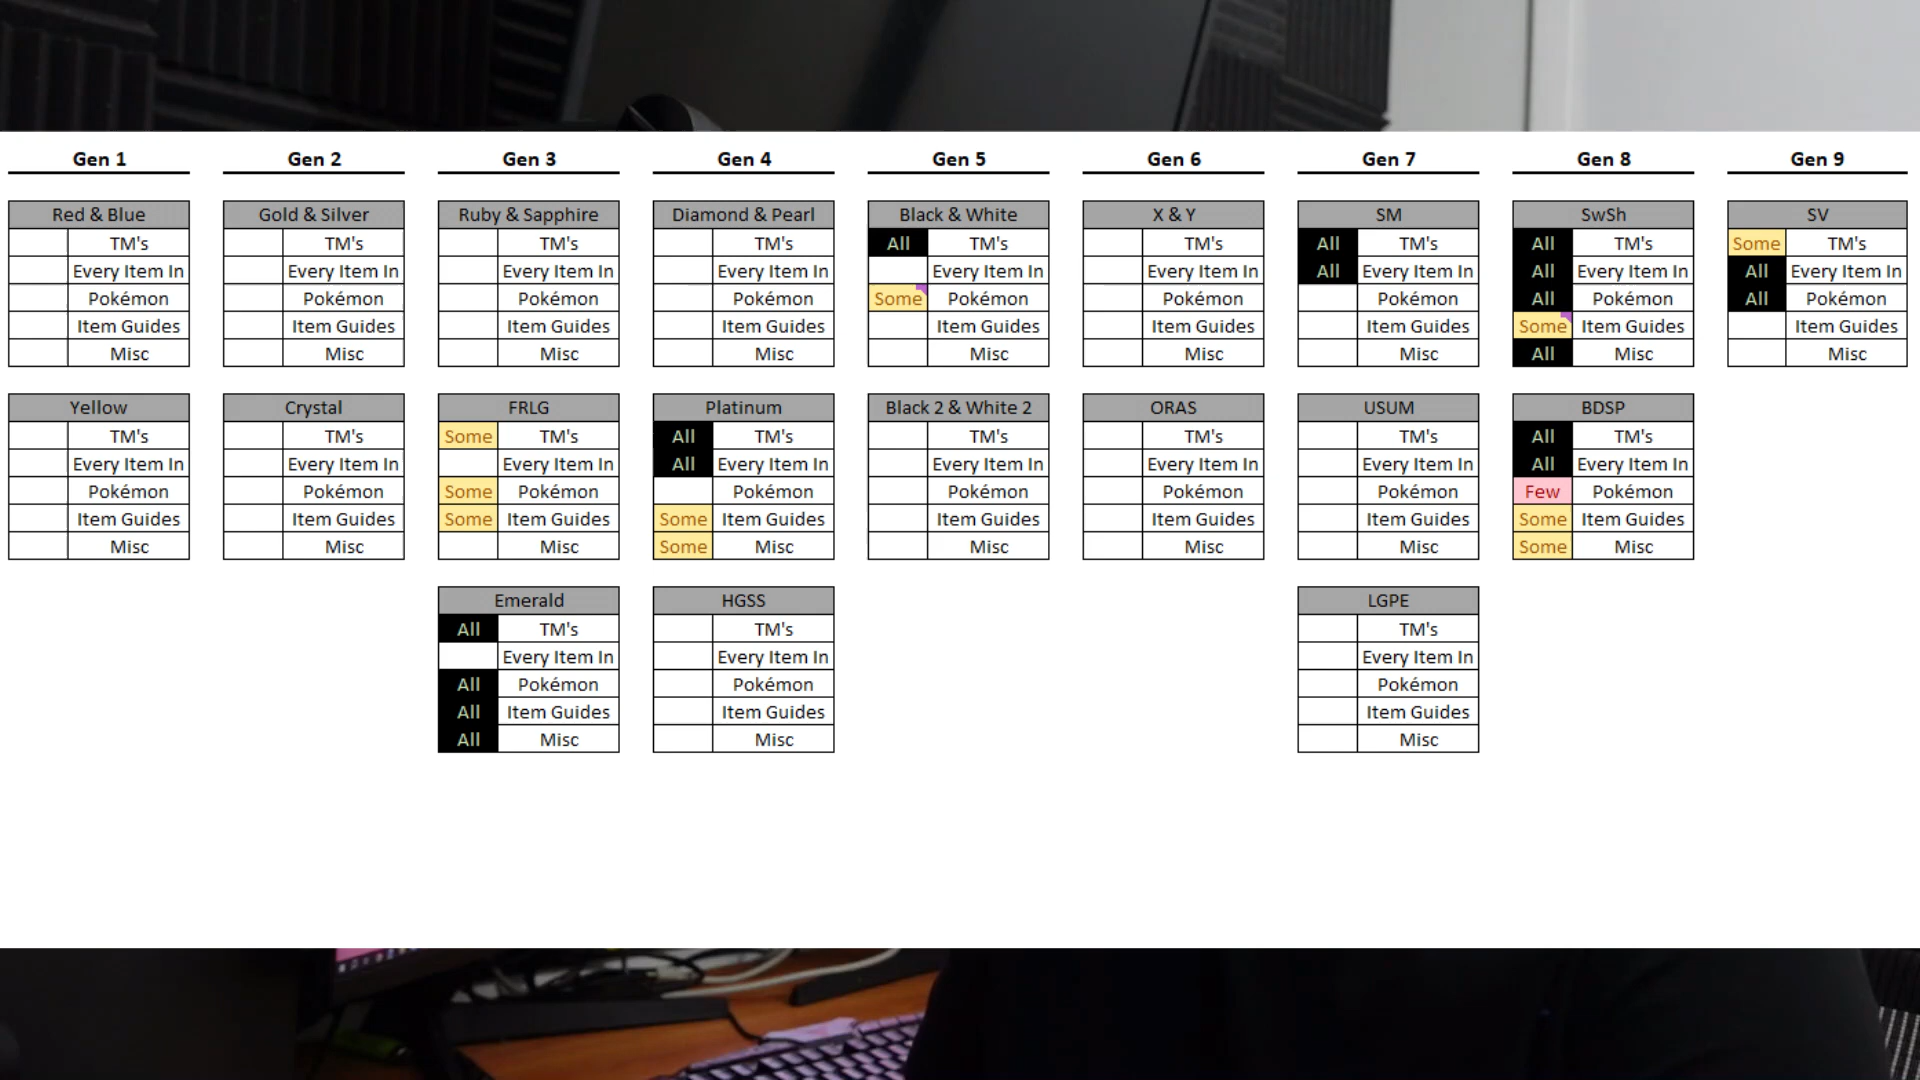 Gen 1 Gen 2 Gen 3 Gen 4 Gen 5 Gen 6 Gen 7 Gen 8 Gen 9
Red & Blue Gold & Silver Ruby & Sapphire Diamond & Pearl Black & White X & Y SM SwSh SV
TM's TM's TM's TM's All TM's TM's All TM's All TM's Some TM's
Every Item In Every Item In Every Item In Every Item In Every Item In Every Item In All Every Item In All Every Item In All Every Item In
Pokémon Pokémon Pokémon Pokémon Some Pokémon Pokémon Pokémon All Pokémon All Pokémon
Item Guides Item Guides Item Guides Item Guides Item Guides Item Guides Item Guides Some Item Guides Item Guides
Misc Misc Misc Misc Misc Misc Misc All Misc Misc
Yellow Crystal FRLG Platinum Black 2 & White 2 ORAS USUM BDSP
TM's TM's Some TM's All TM's TM's TM's TM's All TM's
Every Item In Every Item In Every Item In All Every Item In Every Item In Every Item In Every Item In All Every Item In
Pokémon Pokémon Some Pokémon Pokémon Pokémon Pokémon Pokémon Few Pokémon
Item Guides Item Guides Some Item Guides Some Item Guides Item Guides Item Guides Item Guides Some Item Guides
Misc Misc Misc Some Misc Misc Misc Misc Some Misc
Emerald HGSS LGPE
All TM's TM's TM's
Every Item In Every Item In Every Item In
All Pokémon Pokémon Pokémon
All Item Guides Item Guides Item Guides
All Misc Misc Misc